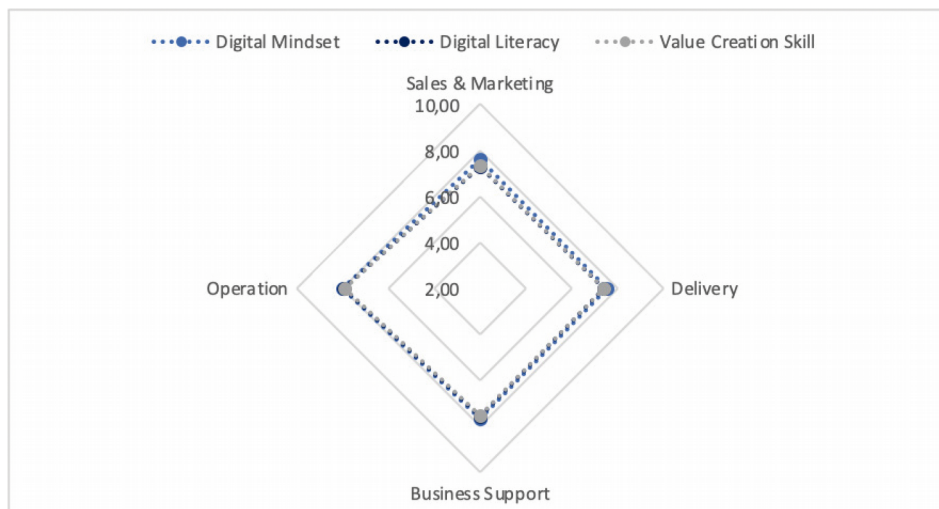 Digital Mindset Digital Literacy Value Creation Skill
Sales & Marketing
10,00
8,00
6,00
4,00
Operation 2,00 Delivery
Business Support